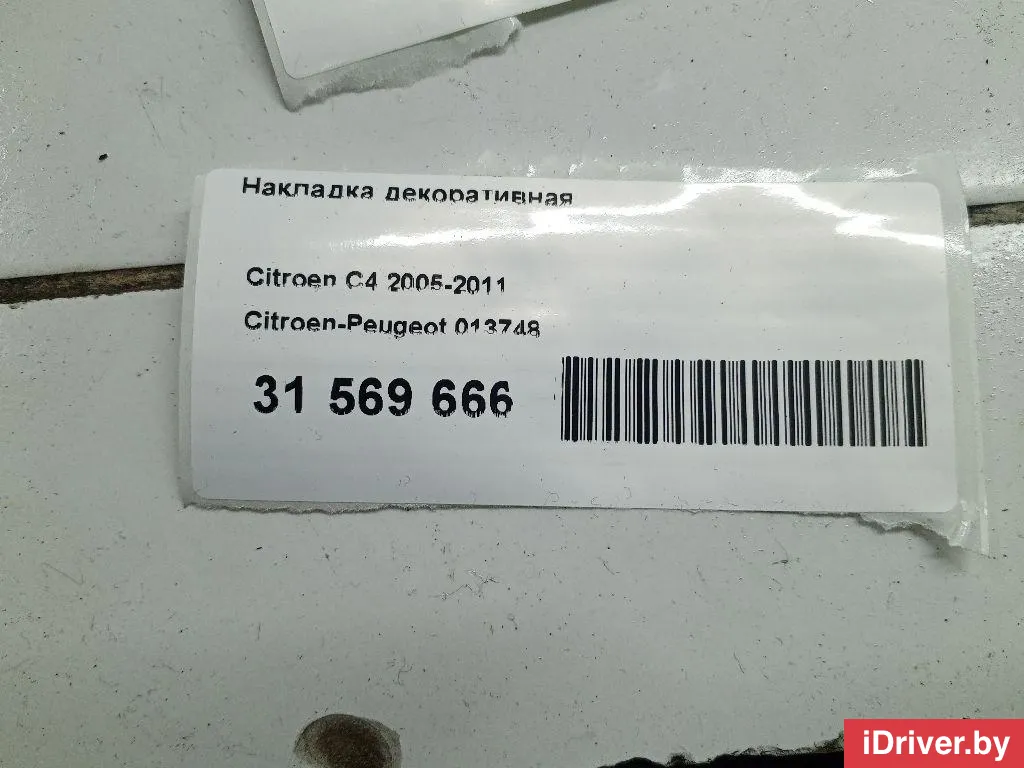 Накладка декоративная
Citroen C4 2005-2011
Citroen-Peugeot 013748
31 569 666
iDriver.by